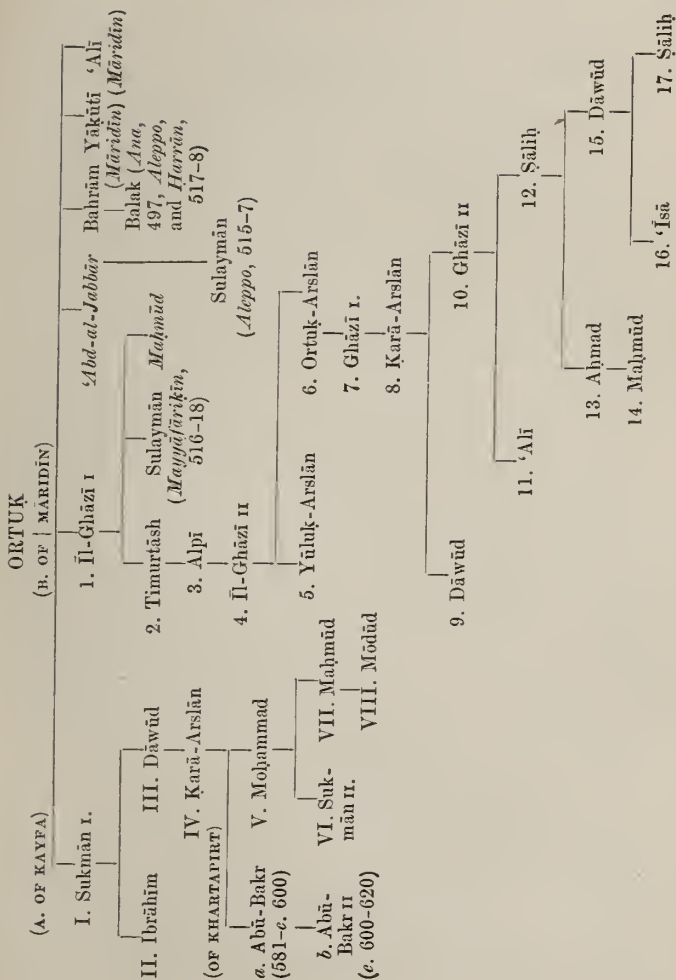 ORTUḲ
(A. OF KAYFA)
(B. OF MĀRIDĪN)
I. Sukmān I.
1. Īl-Ghāzī I
‘Abd-al-Jabbār
Bahrām Yāḳūtī ‘Alī
(Māridīn) (Māridīn)
Balak (Ana,
497, Aleppo,
and Ḥarrān,
517-8)
II. Ibrāhīm
III. Dāwūd
2. Timurtāsh
Sulaymān
(Mayyāfāriḳīn,
516-18)
Maḥmūd
Sulaymān
(Aleppo, 515-7)
IV. Ḳarā-Arslān
3. Alpī
(OF KHARTAPIRT)
4. Īl-Ghāzī II
a. Abū-Bakr
(581-c. 600)
V. Moḥammad
5. Yūluḳ-Arslān
6. Ortuḳ-Arslān
b. Abū-
Bakr II
(c. 600-620)
VI. Suk-
mān II.
VII. Maḥmūd
7. Ghāzī I.
VIII. Mōdūd
8. Ḳarā-Arslān
9. Dāwūd
10. Ghāzī II
11. ‘Alī
12. Ṣāliḥ
13. Aḥmad
15. Dāwūd
14. Maḥmūd
16. ‘Īsā
17. Ṣāliḥ